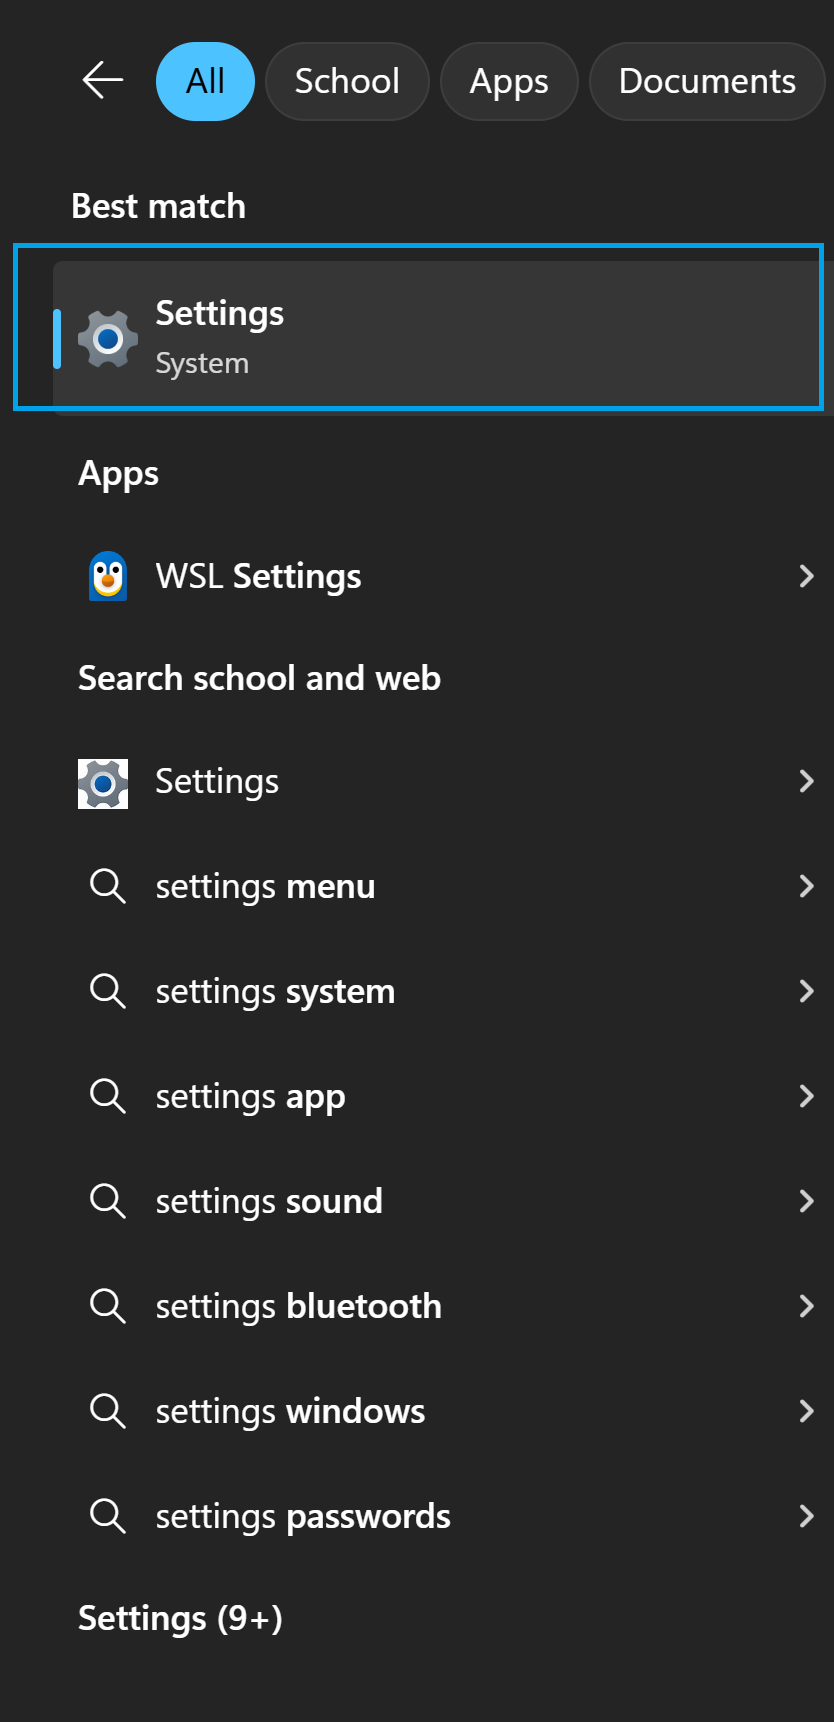 All School Apps Documents
Best match
Settings
System
Apps
WSL Settings
Search school and web
Settings
settings menu
settings system
settings app
settings sound
settings bluetooth
settings windows
settings passwords
Settings (9+)